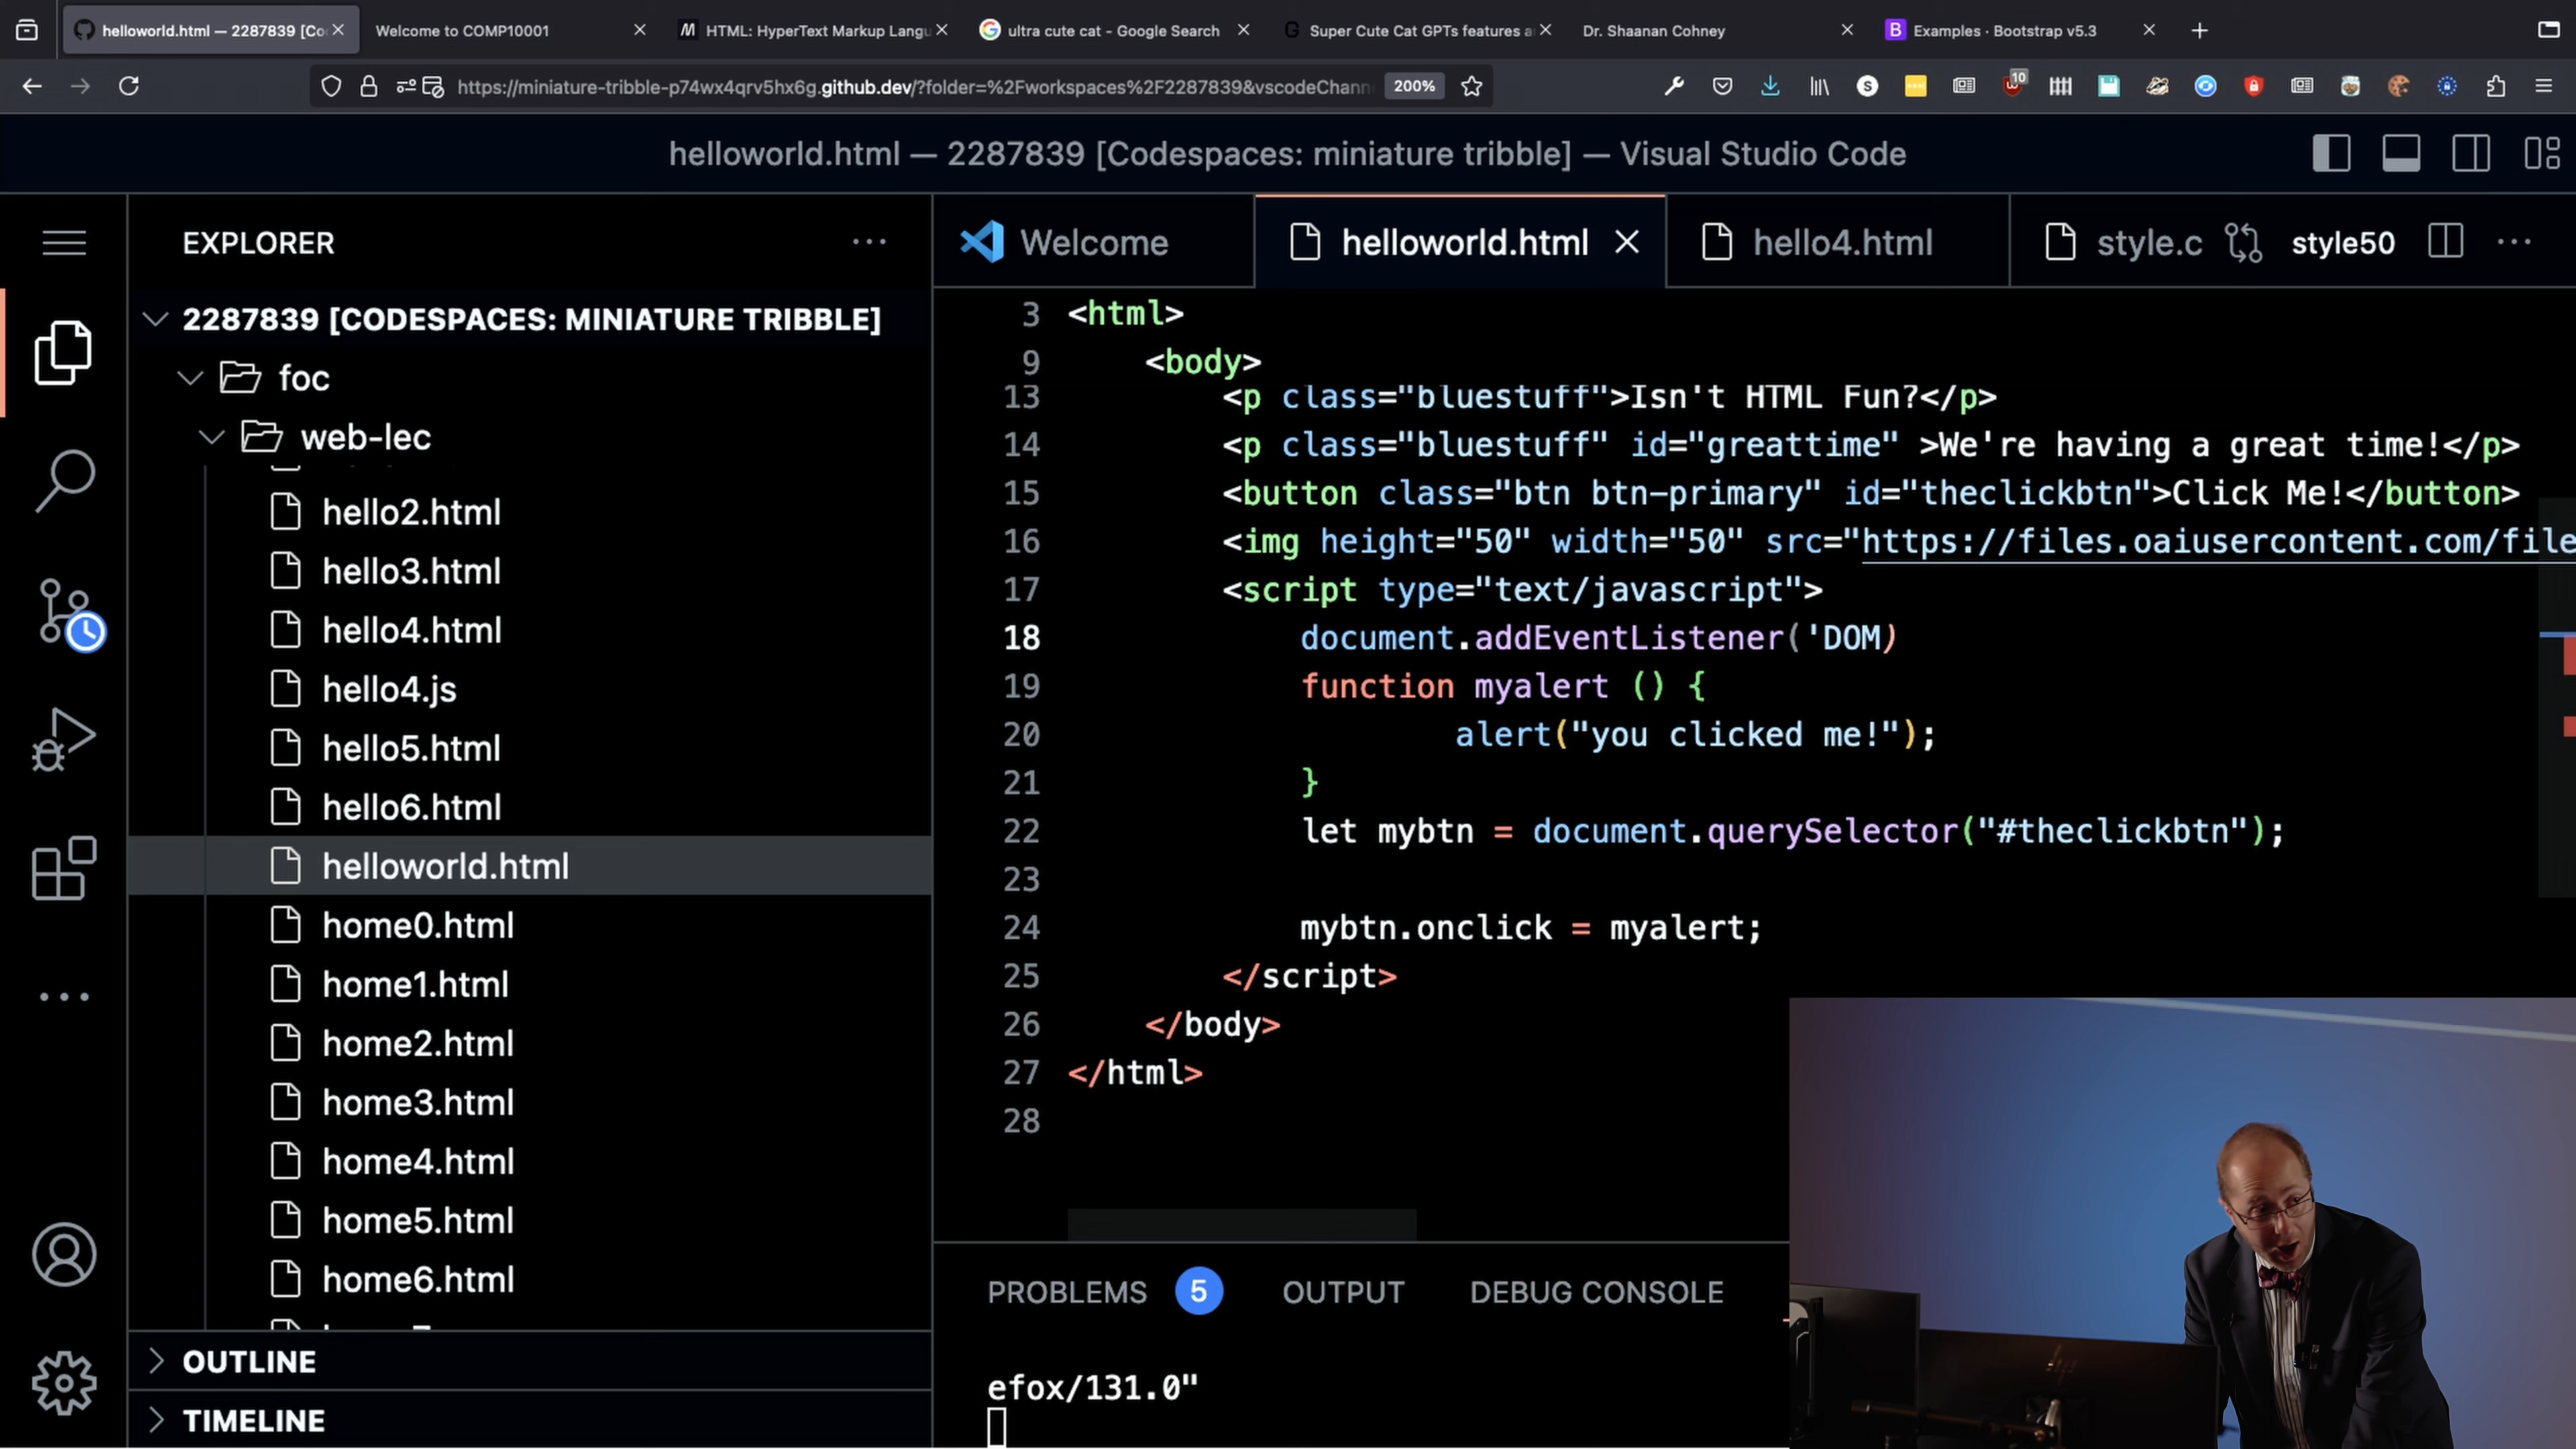 helloworld.html — 2287839 [Co
Welcome to COMP10001
HTML: HyperText Markup Langu
ultra cute cat - Google Search
Super Cute Cat GPTs features a
Dr. Shaanan Cohney
Examples · Bootstrap v5.3
https://miniature-tribble-p74wx4qrv5hx6g.github.dev/?folder=%2Fworkspaces%2F2287839&vscodeChann
200%
10
helloworld.html — 2287839 [Codespaces: miniature tribble] — Visual Studio Code
EXPLORER
Welcome
helloworld.html
hello4.html
style.c
style50
2287839 [CODESPACES: MINIATURE TRIBBLE]
foc
web-lec
hello2.html
hello3.html
hello4.html
hello4.js
hello5.html
hello6.html
helloworld.html
home0.html
home1.html
home2.html
home3.html
home4.html
home5.html
home6.html
OUTLINE
TIMELINE
3 <html>
9 <body>
13 <p class="bluestuff">Isn't HTML Fun?</p>
14 <p class="bluestuff" id="greattime" >We're having a great time!</p>
15 <button class="btn btn-primary" id="theclickbtn">Click Me!</button>
16 <img height="50" width="50" src="https://files.oaiusercontent.com/file
17 <script type="text/javascript">
18 document.addEventListener('DOM)
19 function myalert () {
20 alert("you clicked me!");
21 }
22 let mybtn = document.querySelector("#theclickbtn");
23
24 mybtn.onclick = myalert;
25 </script>
26 </body>
27 </html>
28
PROBLEMS 5 OUTPUT DEBUG CONSOLE
efox/131.0"